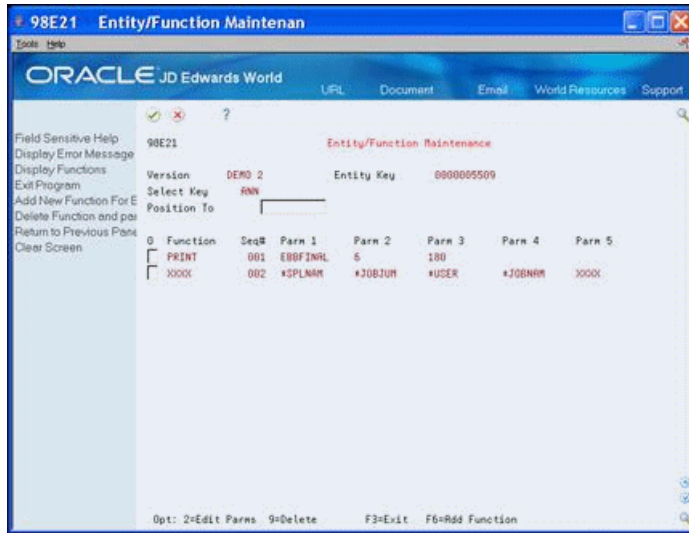 98E21 Entity/Function Maintenan
Tools Help
ORACLE JD Edwards World
URL Document Email World Resources Support
Field Sensitive Help
Display Error Message
Display Functions
Exit Program
Add New Function For E
Delete Function and par
Return to Previous Pane
Clear Screen
?
98E21 Entity/Function Maintenance
Version DEMO 2 Entity Key 0000005509
Select Key RNN
Position To
O Function Seq# Parm 1 Parm 2 Parm 3 Parm 4 Parm 5
PRINT 001 EBBFINAL 6 180
XXXX 002 *SPLNAM *JOBJUM *USER *JOBNAM XXXX
Opt: 2=Edit Parms 9=Delete F3=Exit F6=Add Function